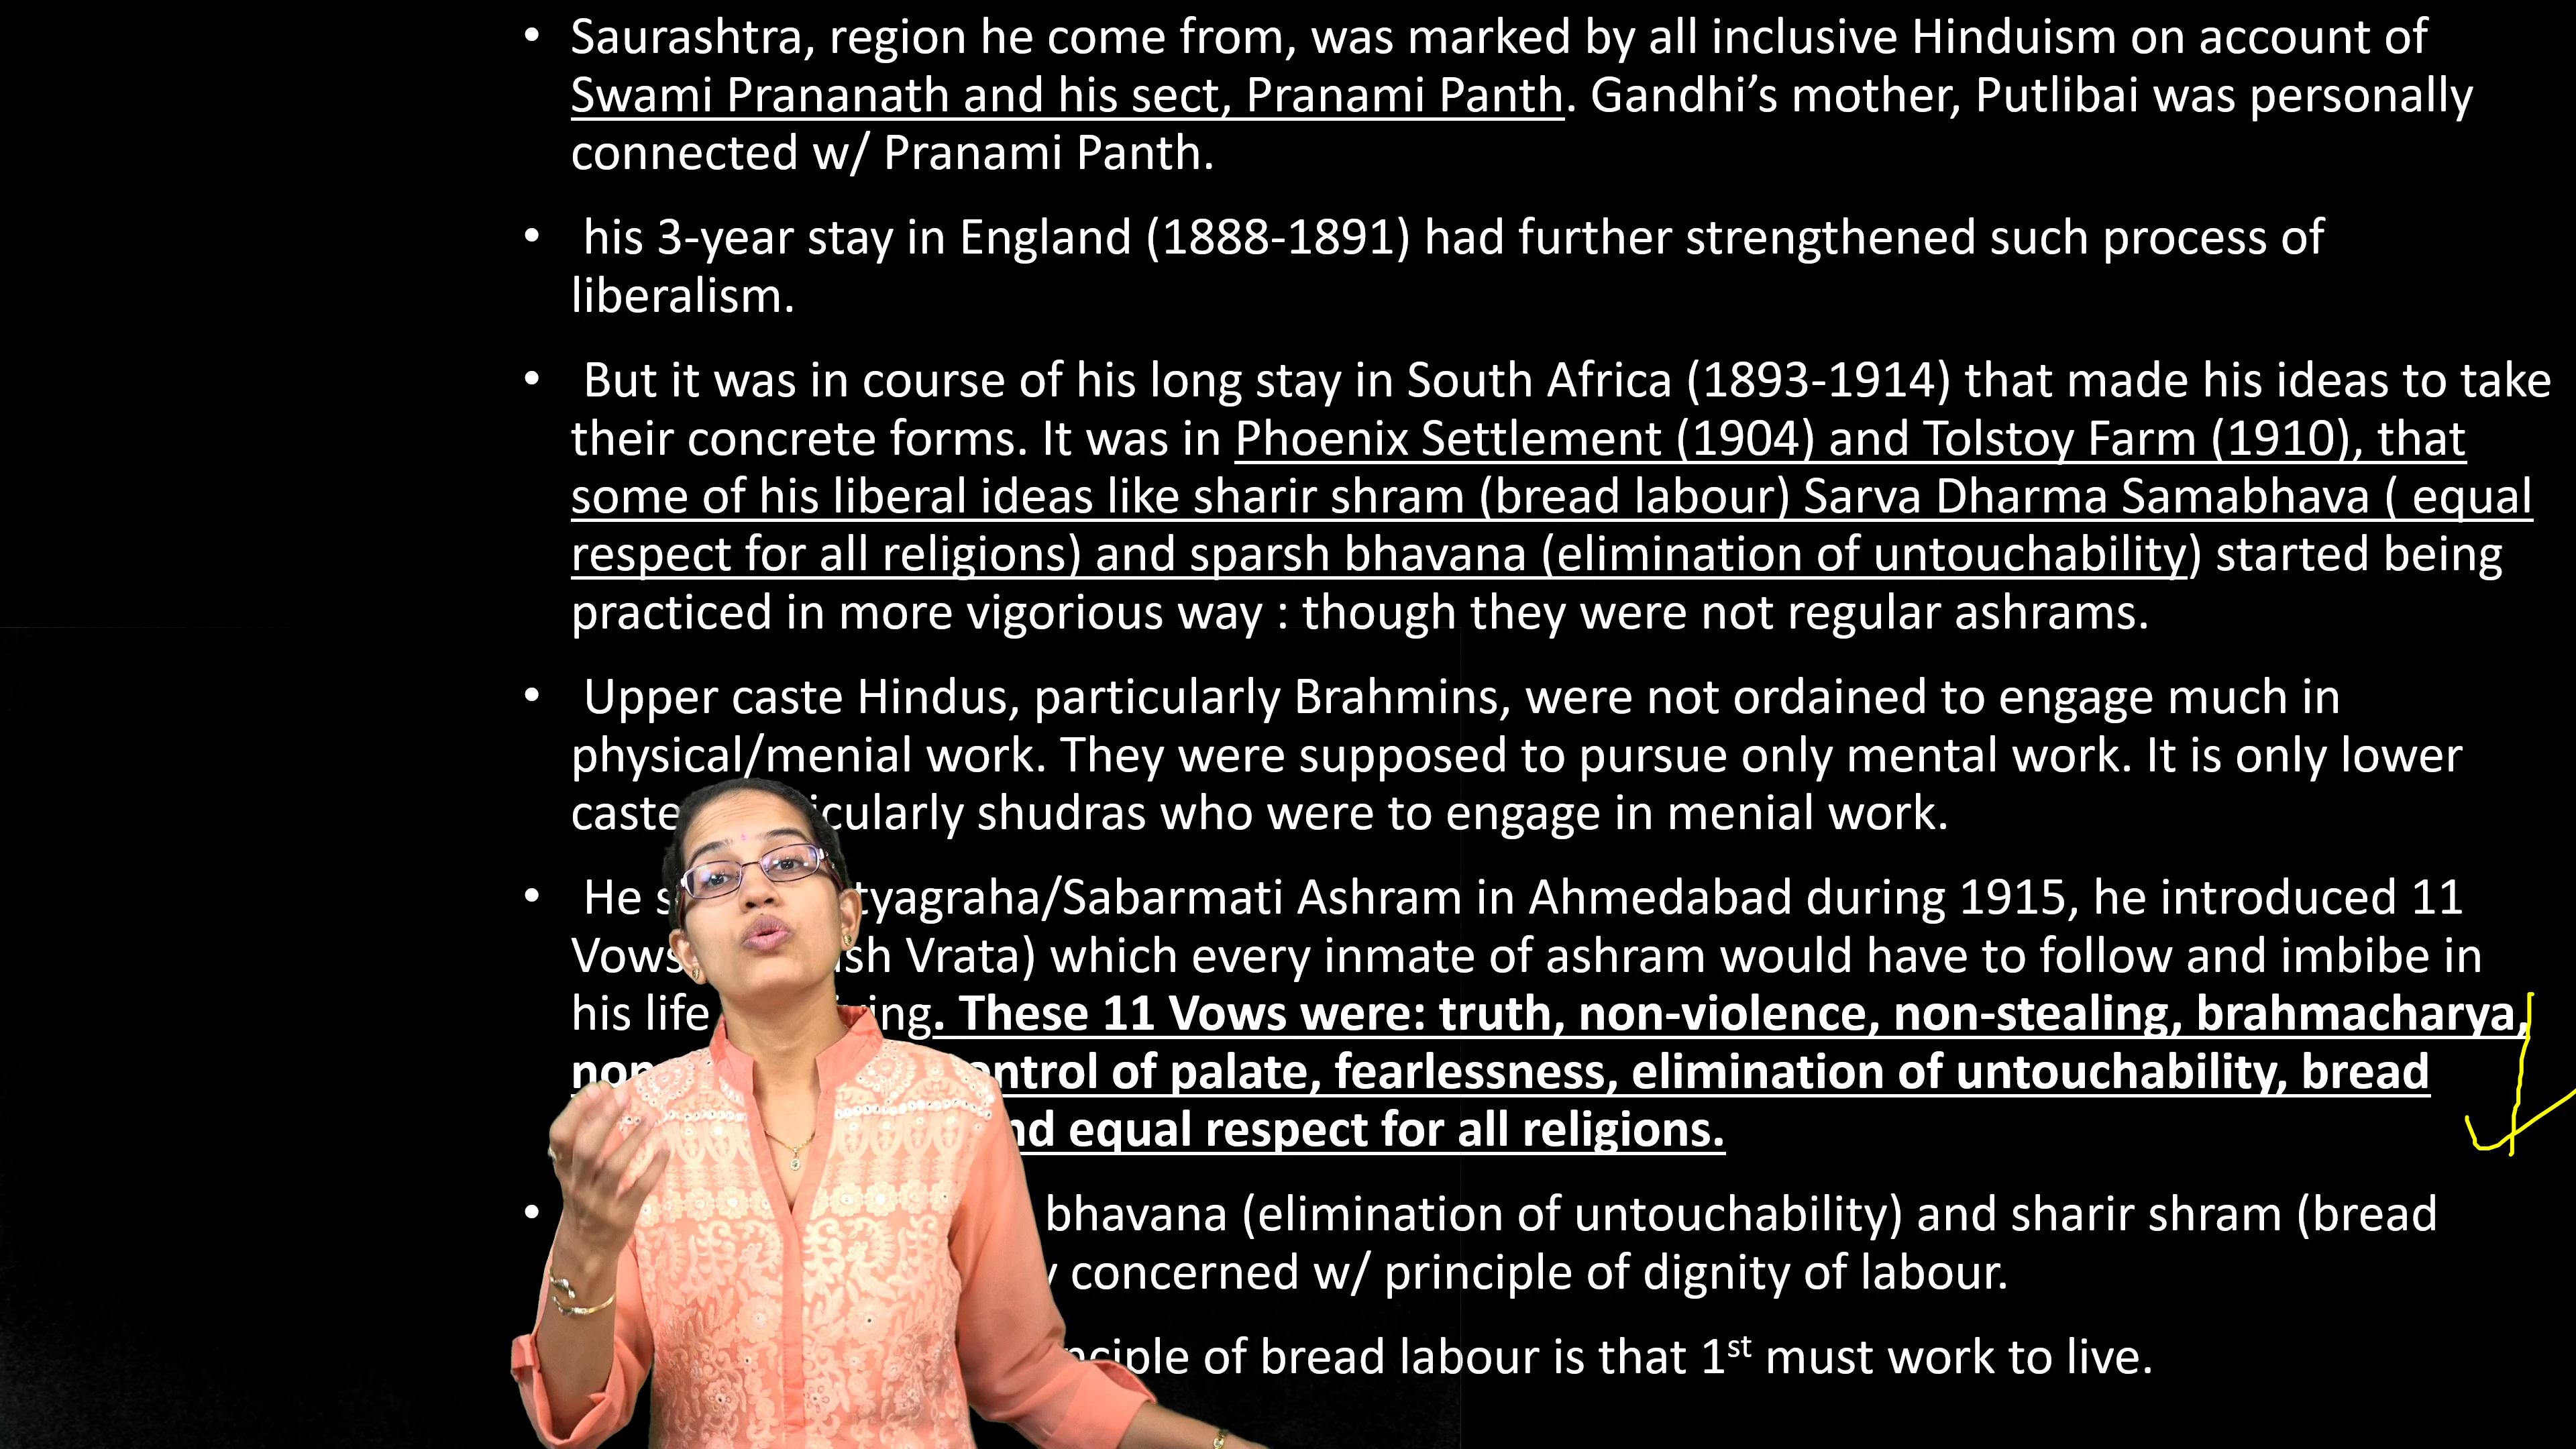 • Saurashtra, region he come from, was marked by all inclusive Hinduism on account of
Swami Prananath and his sect, Pranami Panth. Gandhi’s mother, Putlibai was personally
connected w/ Pranami Panth.
• his 3-year stay in England (1888-1891) had further strengthened such process of
liberalism.
• But it was in course of his long stay in South Africa (1893-1914) that made his ideas to take
their concrete forms. It was in Phoenix Settlement (1904) and Tolstoy Farm (1910), that
some of his liberal ideas like sharir shram (bread labour) Sarva Dharma Samabhava ( equal
respect for all religions) and sparsh bhavana (elimination of untouchability) started being
practiced in more vigorious way : though they were not regular ashrams.
• Upper caste Hindus, particularly Brahmins, were not ordained to engage much in
physical/menial work. They were supposed to pursue only mental work. It is only lower
caste shudras who were to engage in menial work.
• He Ashram in Ahmedabad during 1915, he introduced 11
Vows Vrata) which every inmate of ashram would have to follow and imbibe in
his life . These 11 Vows were: truth, non-violence, non-stealing, brahmacharya,
of palate, fearlessness, elimination of untouchability, bread
equal respect for all religions.
• bhavana (elimination of untouchability) and sharir shram (bread
concerned w/ principle of dignity of labour.
of bread labour is that 1st must work to live.